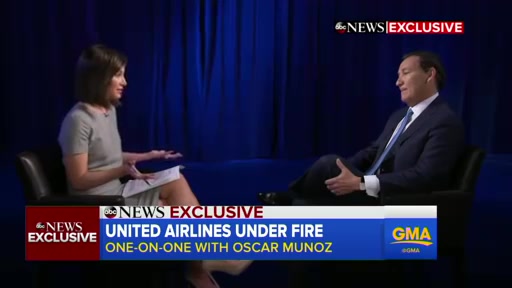 abc NEWS EXCLUSIVE
abc NEWS EXCLUSIVE
abc NEWS
EXCLUSIVE
UNITED AIRLINES UNDER FIRE
ONE-ON-ONE WITH OSCAR MUNOZ
GMA
@GMA